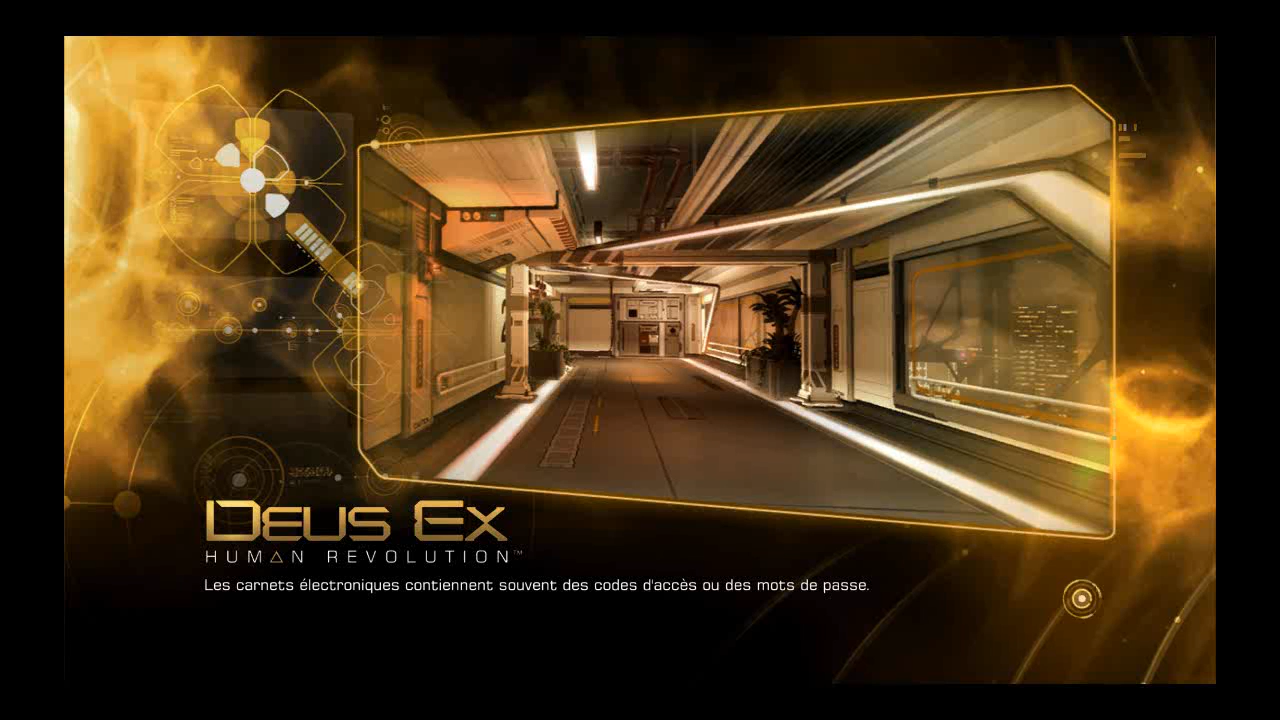 DEUS EX
HUMAN REVOLUTION™
Les carnets électroniques contiennent souvent des codes d'accès ou des mots de passe.